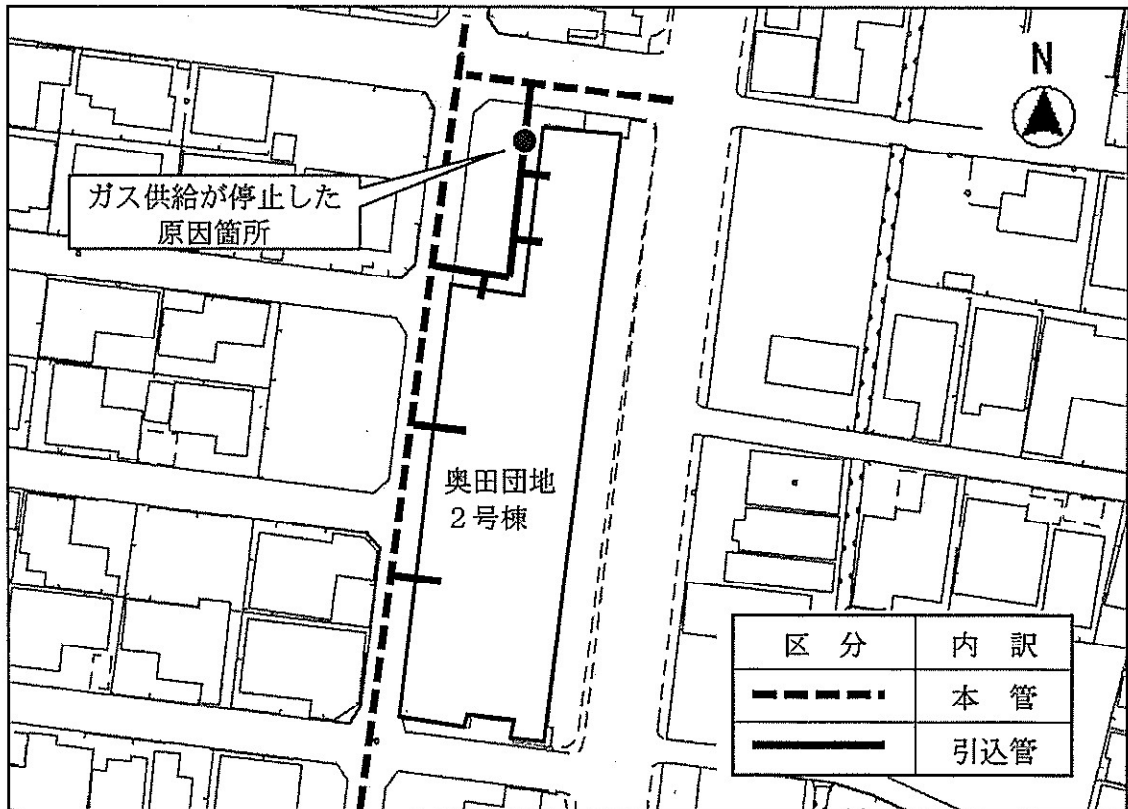 N
ガス供給が停止した
原因箇所
奥田団地
2号棟
区分 内訳
本管
引込管